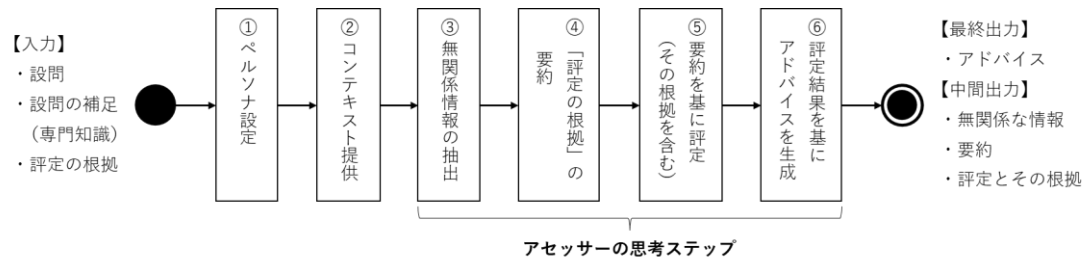 【入力】
・設問
・設問の補足
（専門知識）
・評定の根拠
①ペルソナ設定
②コンテキスト提供
③無関係情報の抽出
④「評定の根拠」の
要約
⑤要約を基に評定
(その根拠を含む)
⑥評定結果を基に
アドバイスを生成
アセッサーの思考ステップ
【最終出力】
・アドバイス
【中間出力】
・無関係な情報
・要約
・評定とその根拠